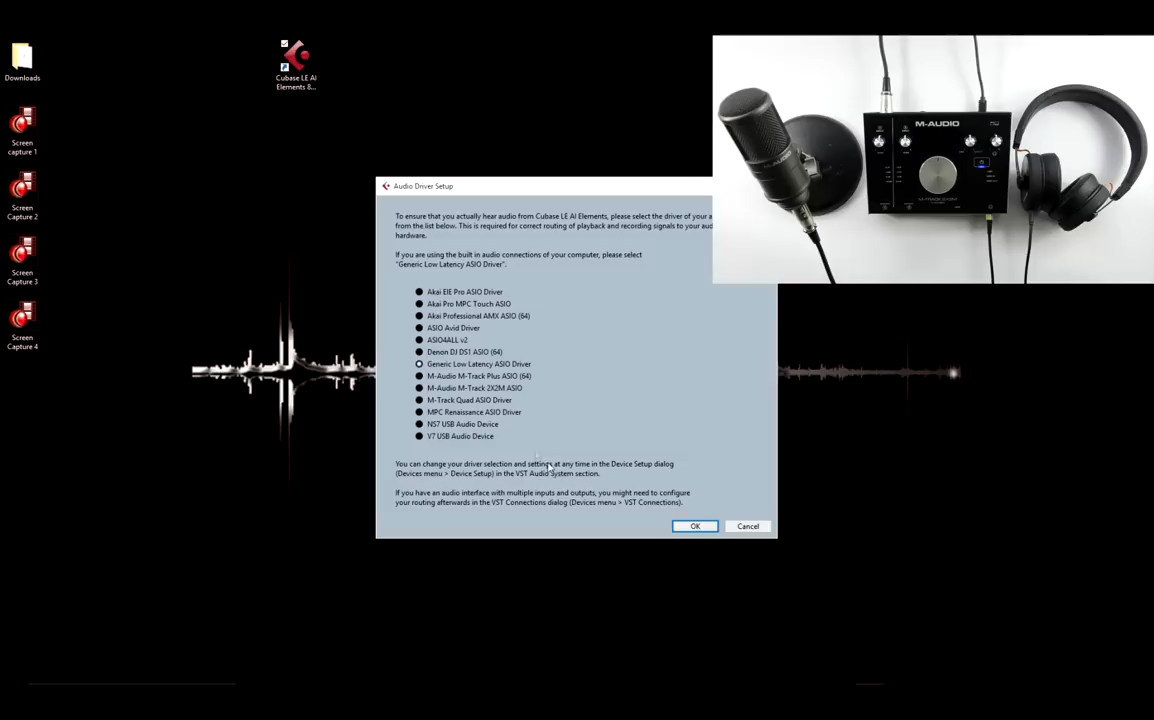 Downloads
Screen
capture 1
Screen
Capture 2
Screen
Capture 3
Screen
Capture 4
Cubase LE AI
Elements 8...
M-AUDIO
Audio Driver Setup
To ensure that you actually hear audio from Cubase LE AI Elements, please select the driver of your a
from the list below. This is required for correct routing of playback and recording signals to your aud
hardware.
If you are using the built in audio connections of your computer, please select
"Generic Low Latency ASIO Driver".
Akai EIE Pro ASIO Driver
Akai Pro MPC Touch ASIO
Akai Professional AMX ASIO (64)
ASIO Avid Driver
ASIO4ALL v2
Denon DJ DS1 ASIO (64)
Generic Low Latency ASIO Driver
M-Audio M-Track Plus ASIO (64)
M-Audio M-Track 2X2M ASIO
M-Track Quad ASIO Driver
MPC Renaissance ASIO Driver
NS7 USB Audio Device
V7 USB Audio Device
You can change your driver selection and settings at any time in the Device Setup dialog
(Devices menu > Device Setup) in the VST Audio System section.
If you have an audio interface with multiple inputs and outputs, you might need to configure
your routing afterwards in the VST Connections dialog (Devices menu > VST Connections).
OK
Cancel